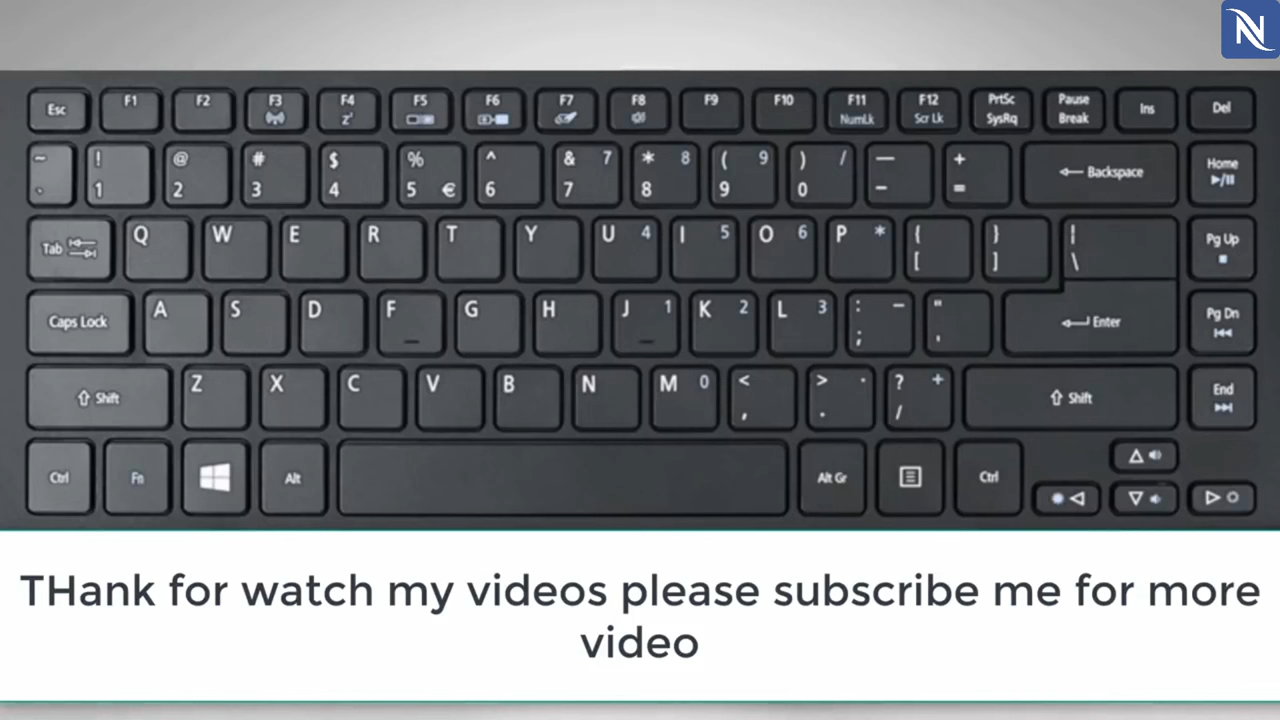 N
Esc F1 F2 F3 F4 F5 F6 F7 F8 F9 F10 F11 F12 PrtSc Pause Ins Del
zᶻ NumLk Scr Lk SysRq Break
~ ! @ # $ % ^ & 7 * 8 ( 9 ) / — + Backspace Home
1 2 3 4 5 € 6 7 8 9 0 - =
Tab Q W E R T Y U 4 I 5 O 6 P * { } | Pg Up
[ ] \
Caps Lock A S D F G H J 1 K 2 L 3 : - " Enter Pg Dn
_ _ ; '
Shift Z X C V B N M 0 < > . ? + Shift End
, . /
Ctrl Fn Alt Alt Gr Ctrl
THank for watch my videos please subscribe me for more
video